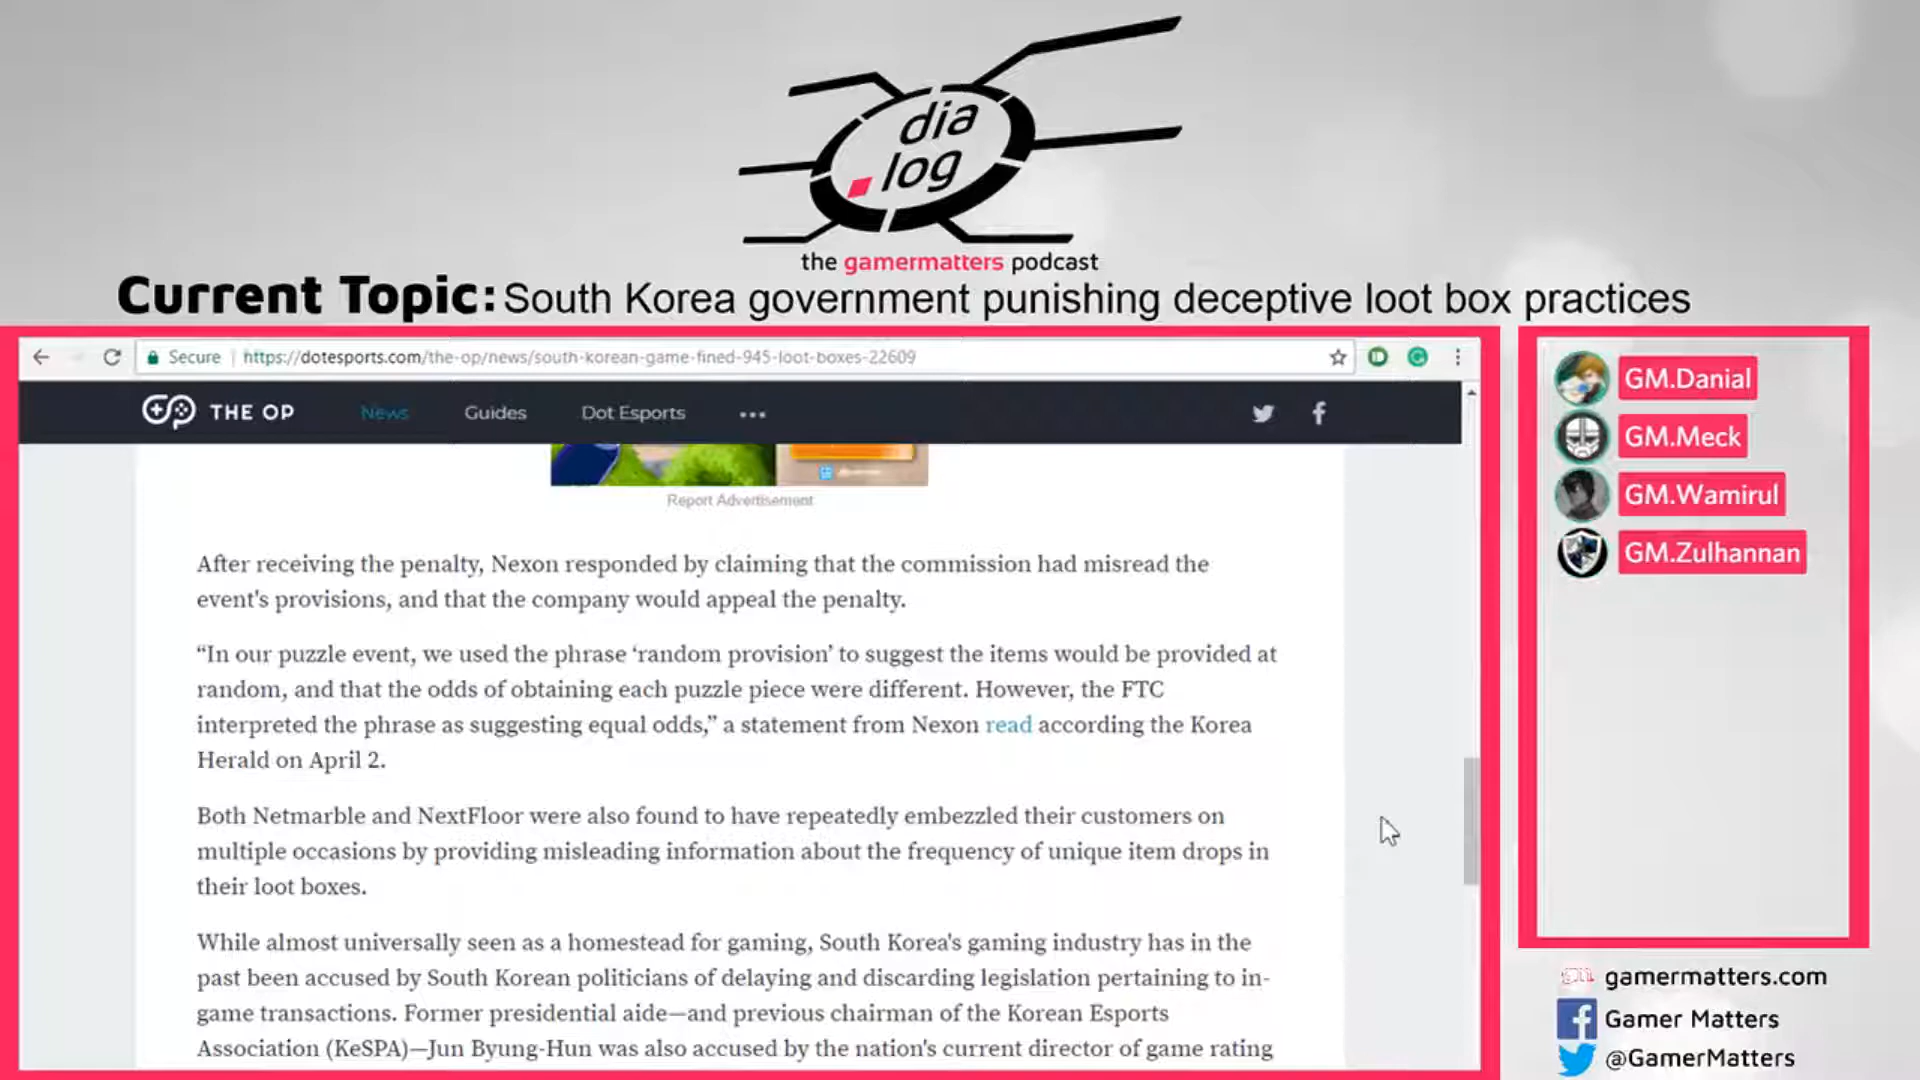 dia
.log
the gamermatters podcast
Current Topic: South Korea government punishing deceptive loot box practices
Secure | https://dotesports.com/the-op/news/south-korean-game-fined-945-loot-boxes-22609
THE OP News Guides Dot Esports •••
Report Advertisement
After receiving the penalty, Nexon responded by claiming that the commission had misread the
event's provisions, and that the company would appeal the penalty.
“In our puzzle event, we used the phrase ‘random provision’ to suggest the items would be provided at
random, and that the odds of obtaining each puzzle piece were different. However, the FTC
interpreted the phrase as suggesting equal odds,” a statement from Nexon read according the Korea
Herald on April 2.
Both Netmarble and NextFloor were also found to have repeatedly embezzled their customers on
multiple occasions by providing misleading information about the frequency of unique item drops in
their loot boxes.
While almost universally seen as a homestead for gaming, South Korea's gaming industry has in the
past been accused by South Korean politicians of delaying and discarding legislation pertaining to in-
game transactions. Former presidential aide—and previous chairman of the Korean Esports
Association (KeSPA)—Jun Byung-Hun was also accused by the nation's current director of game rating
GM.Danial
GM.Meck
GM.Wamirul
GM.Zulhannan
gamermatters.com
Gamer Matters
@GamerMatters